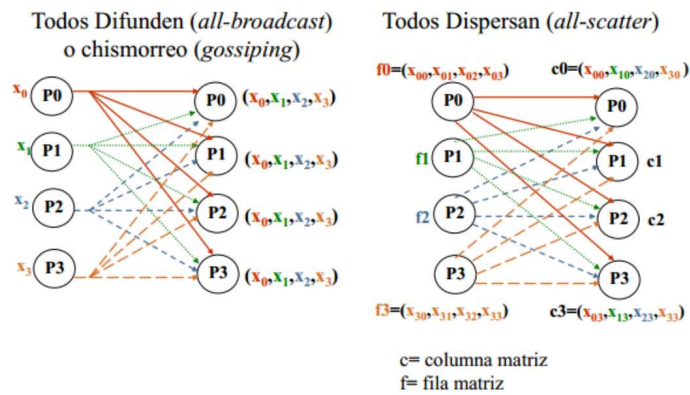 Todos Difunden (all-broadcast)
o chismorreo (gossiping)
x0 P0 P0 (x0,x1,x2,x3)
x1 P1 P1 (x0,x1,x2,x3)
x2 P2 P2 (x0,x1,x2,x3)
x3 P3 P3 (x0,x1,x2,x3)
Todos Dispersan (all-scatter)
f0=(x00,x01,x02,x03) c0=(x00,x10,x20,x30)
P0 P0
f1 P1 P1 c1
f2 P2 P2 c2
P3 P3
f3=(x30,x31,x32,x33) c3=(x03,x13,x23,x33)
c= columna matriz
f= fila matriz